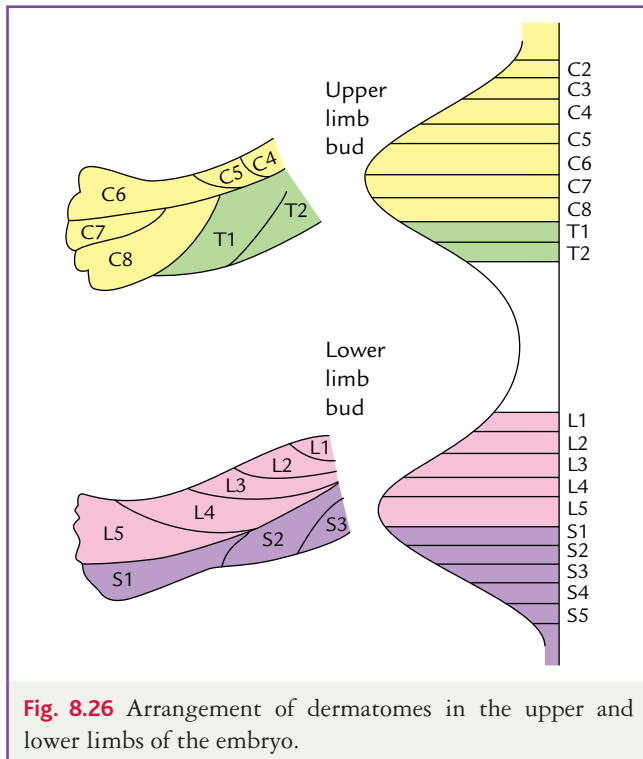 Upper
limb
bud
C2
C3
C4
C5
C6
C7
C8
T1
T2
C4
C5
C6
C7
C8
T1
T2
Lower
limb
bud
L1
L2
L3
L4
L5
S1
S2
S3
S4
S5
L1
L2
L3
L4
L5
S1
S2
S3
Fig. 8.26 Arrangement of dermatomes in the upper and
lower limbs of the embryo.